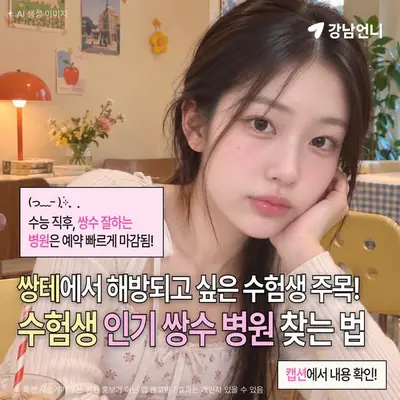 AI 생성 이미지
강남언니
수능 직후, 쌍수 잘하는
병원은 예약 빠르게 마감됨!
쌍테에서 해방되고 싶은 수험생 주목!
수험생 인기 쌍수 병원 찾는 법
캡션에서 내용 확인!